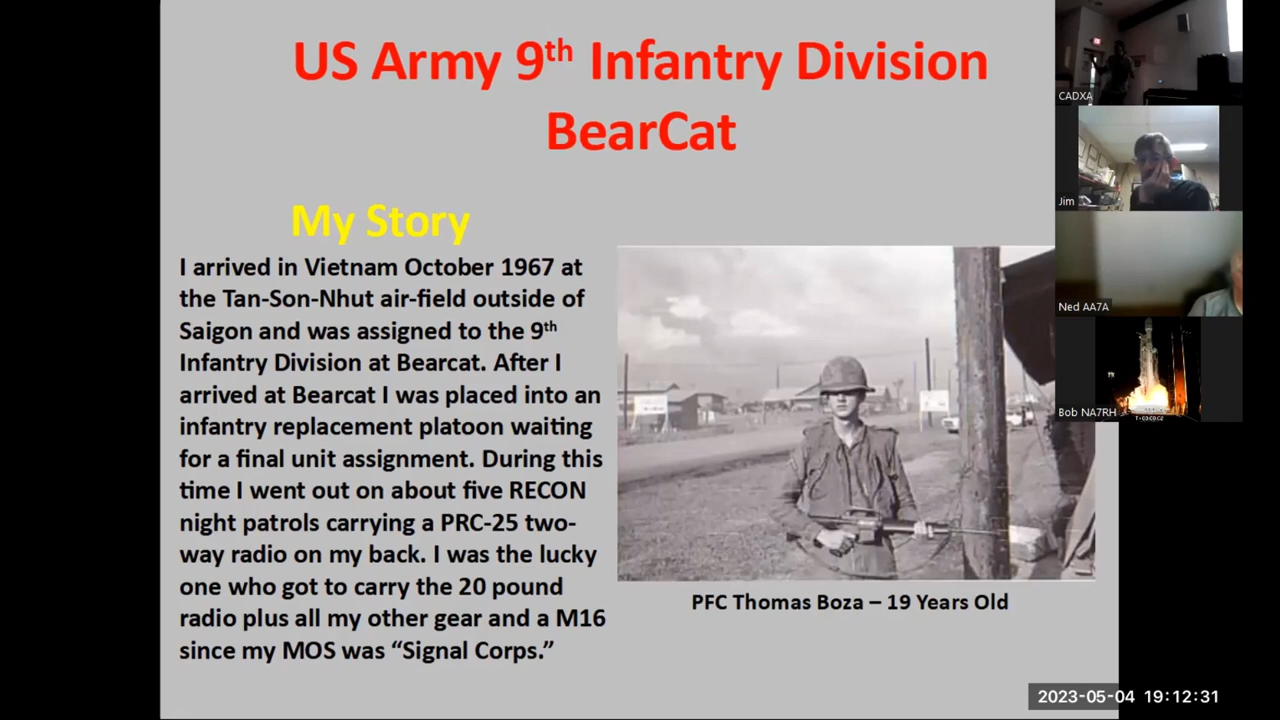 US Army 9th Infantry Division
BearCat
My Story
I arrived in Vietnam October 1967 at
the Tan-Son-Nhut air-field outside of
Saigon and was assigned to the 9th
Infantry Division at Bearcat. After I
arrived at Bearcat I was placed into an
infantry replacement platoon waiting
for a final unit assignment. During this
time I went out on about five RECON
night patrols carrying a PRC-25 two-
way radio on my back. I was the lucky
one who got to carry the 20 pound
radio plus all my other gear and a M16
since my MOS was “Signal Corps.”
PFC Thomas Boza – 19 Years Old
CADXA
Jim
Ned AA7A
Bob NA7RH
2023-05-04 19:12:31